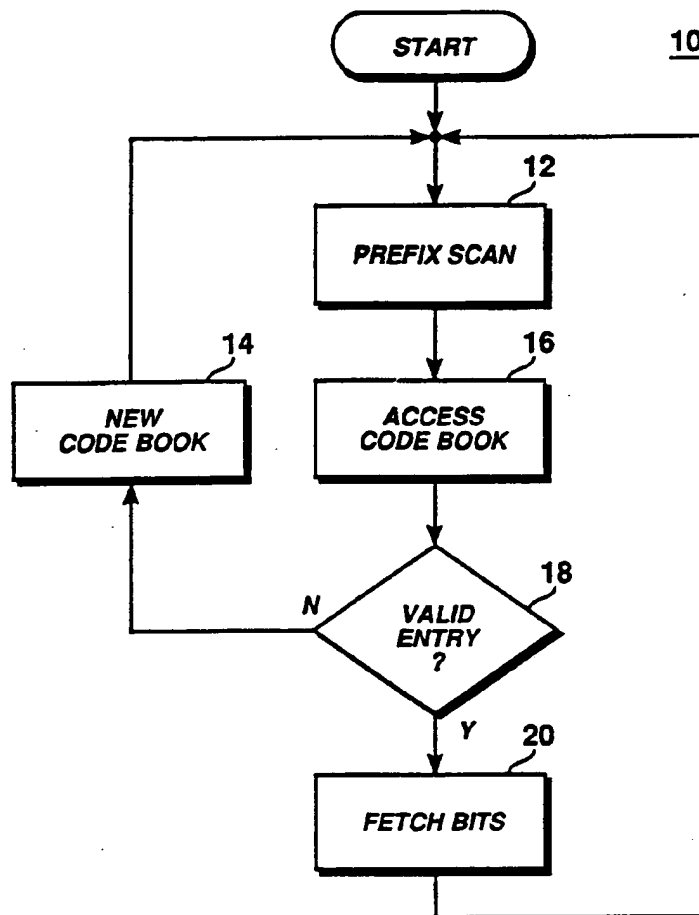 START
10
12
PREFIX SCAN
14
16
NEW
CODE BOOK
ACCESS
CODE BOOK
18
N
VALID
ENTRY
?
Y
20
FETCH BITS